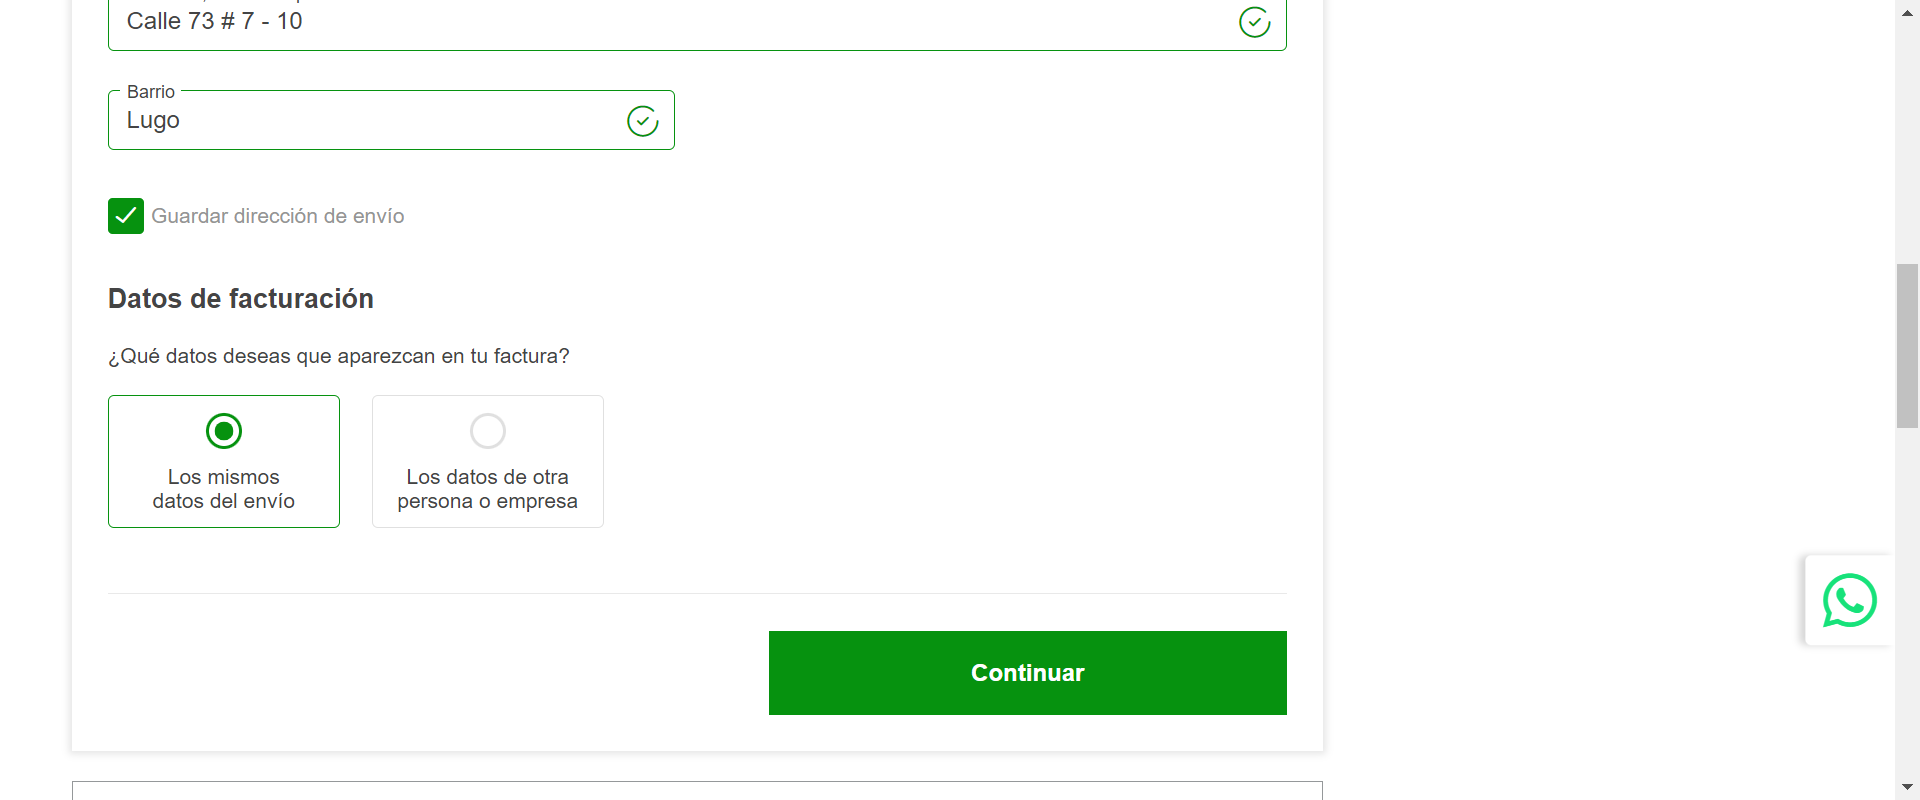 Calle 73 # 7 - 10
Barrio
Lugo
Guardar dirección de envío
Datos de facturación
¿Qué datos deseas que aparezcan en tu factura?
Los mismos
datos del envío
Los datos de otra
persona o empresa
Continuar